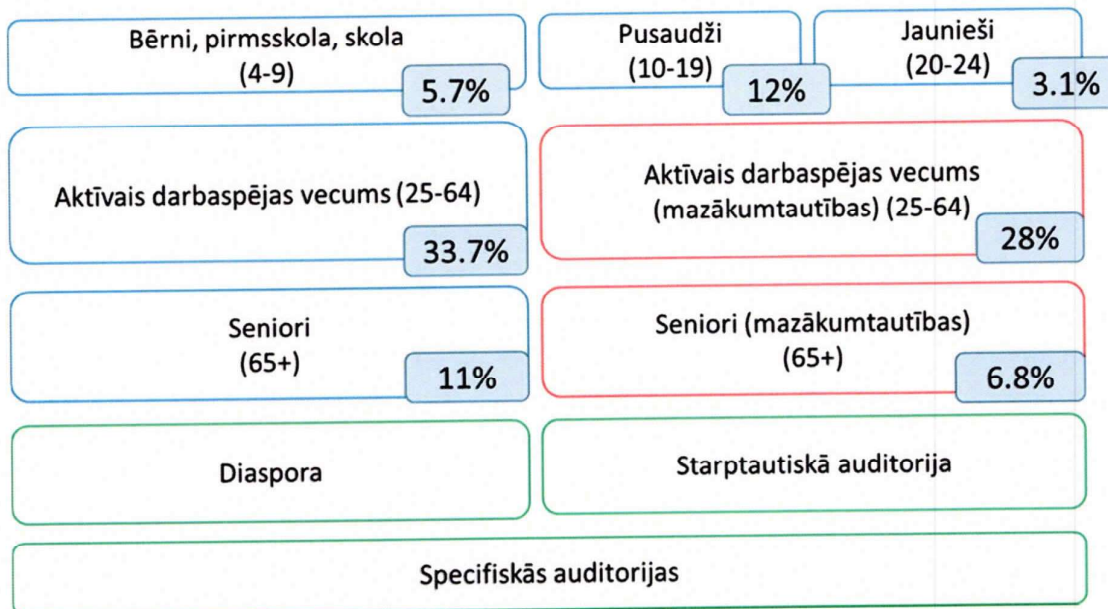 Bērni, pirmsskola, skola
(4-9)
5.7%
Pusaudži
(10-19)
12%
Jaunieši
(20-24)
3.1%
Aktīvais darbaspējas vecums (25-64)
33.7%
Aktīvais darbaspējas vecums
(mazākumtautības) (25-64)
28%
Seniori
(65+)
11%
Seniori (mazākumtautības)
(65+)
6.8%
Diaspora
Starptautiskā auditorija
Specifiskās auditorijas